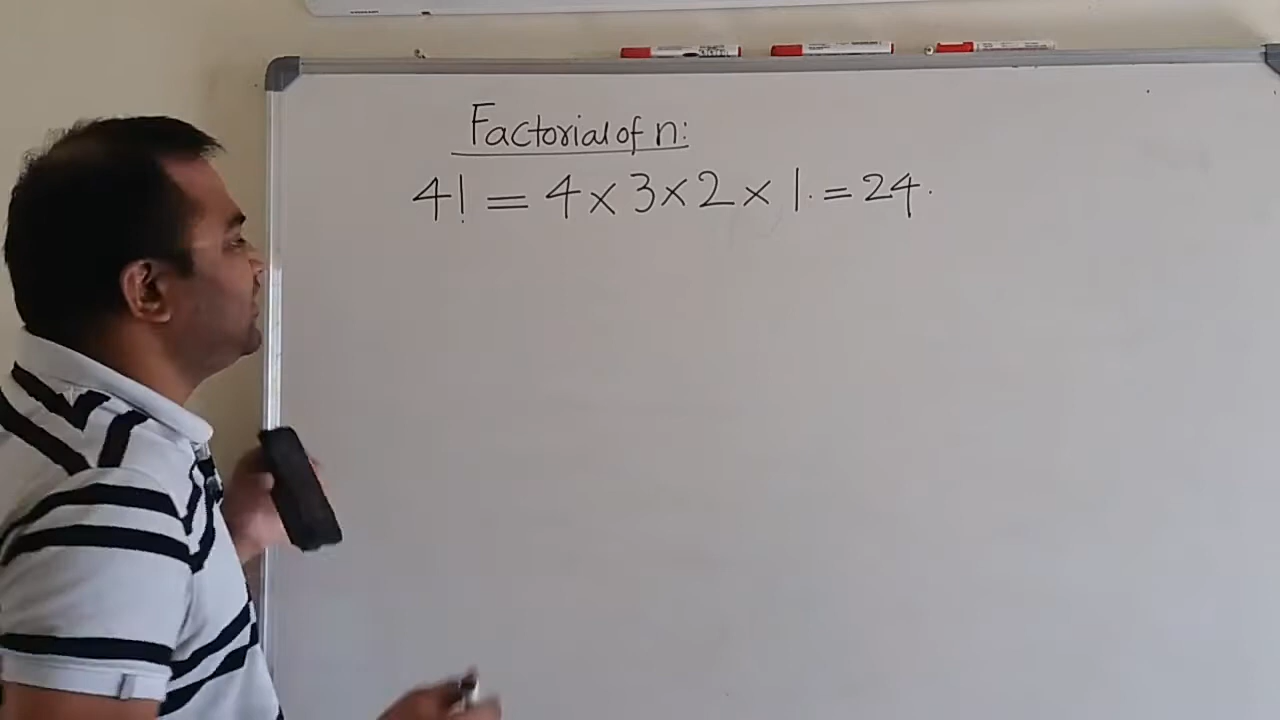 Factorial of n:
4! = 4 × 3 × 2 × 1. = 24.